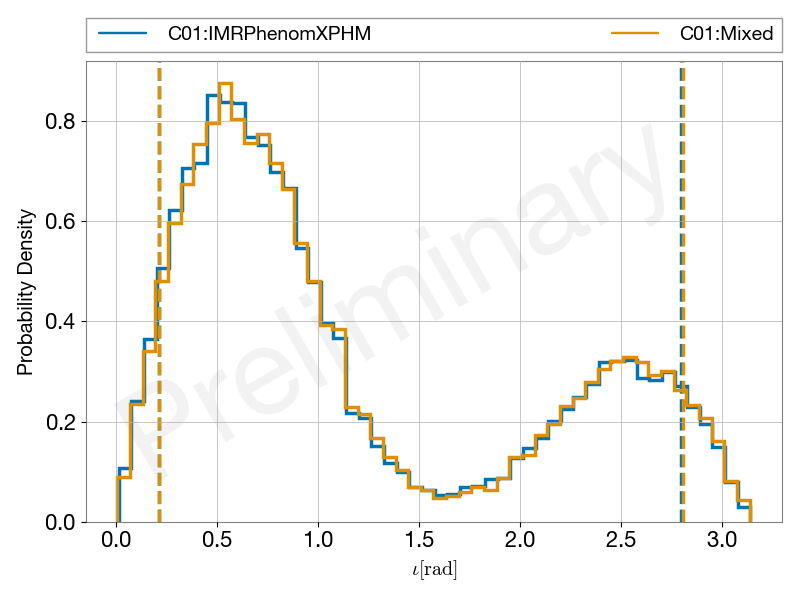 C01:IMRPhenomXPHM C01:Mixed
Probability Density
0.8
0.6
0.4
0.2
0.0
Preliminary
0.0 0.5 1.0 1.5 2.0 2.5 3.0
ι[rad]